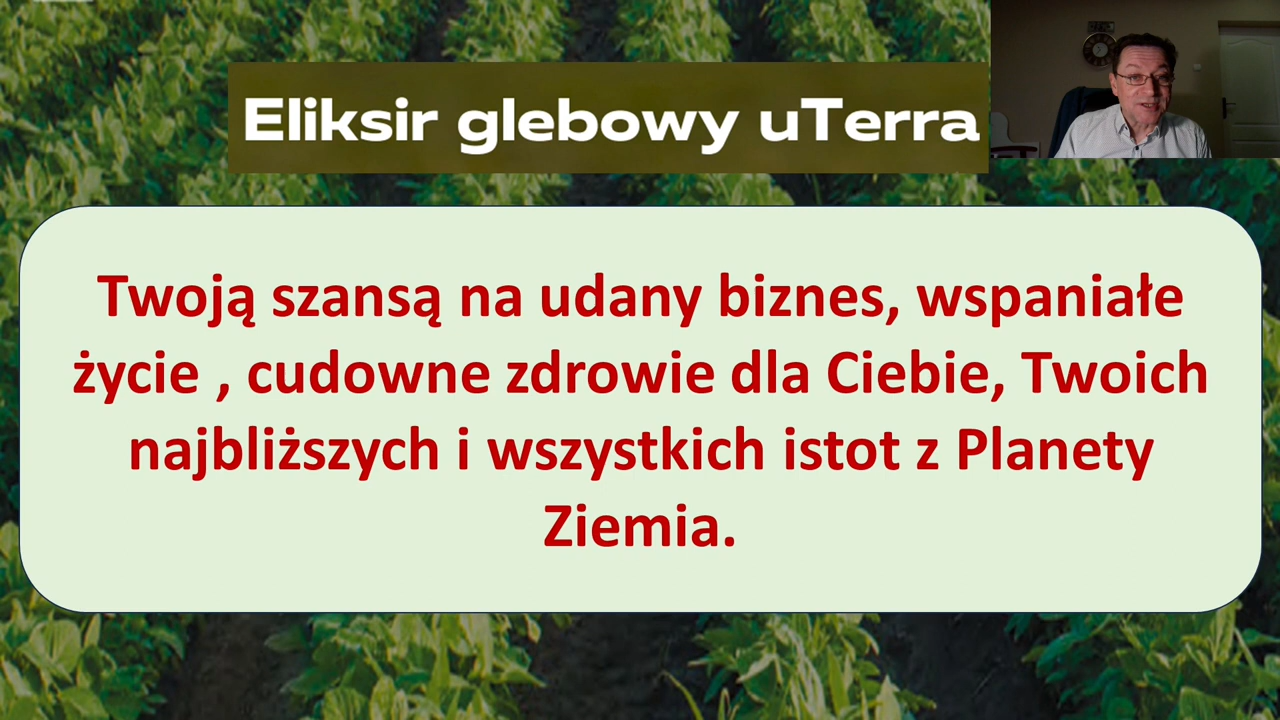 Eliksir glebowy uTerra
Twoją szansą na udany biznes, wspaniałe
życie , cudowne zdrowie dla Ciebie, Twoich
najbliższych i wszystkich istot z Planety
Ziemia.